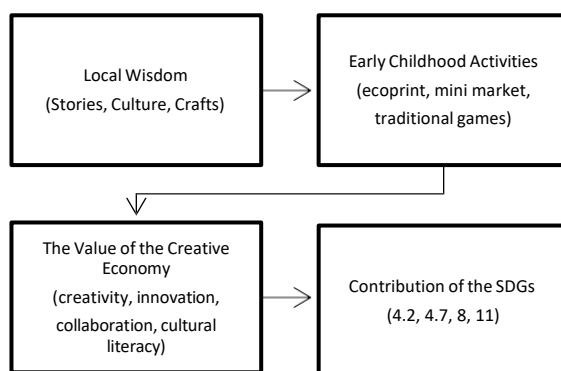 Local Wisdom
(Stories, Culture, Crafts)
Early Childhood Activities
(ecoprint, mini market,
traditional games)
The Value of the Creative
Economy
(creativity, innovation,
collaboration, cultural
literacy)
Contribution of the SDGs
(4.2, 4.7, 8, 11)